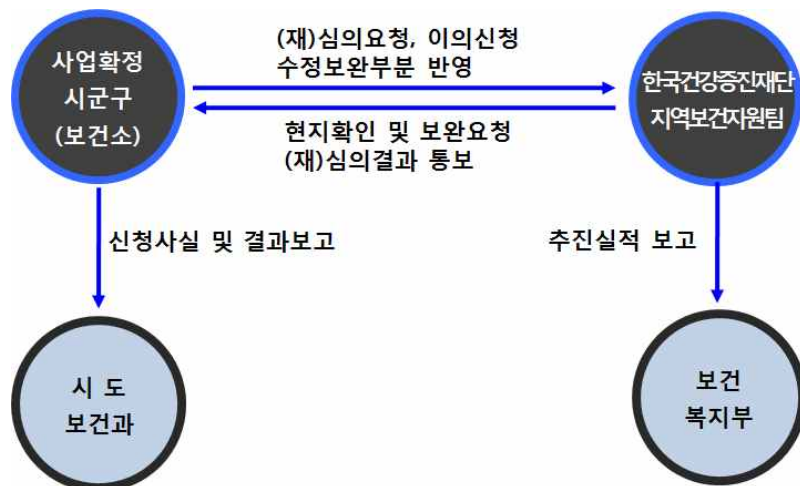 사업확정
시군구
(보건소)
(재)심의요청, 이의신청
수정보완부분 반영
현지확인 및 보완요청
(재)심의결과 통보
한국건강증진재단
지역보건지원팀
신청사실 및 결과보고
추진실적 보고
시 도
보건과
보건
복지부